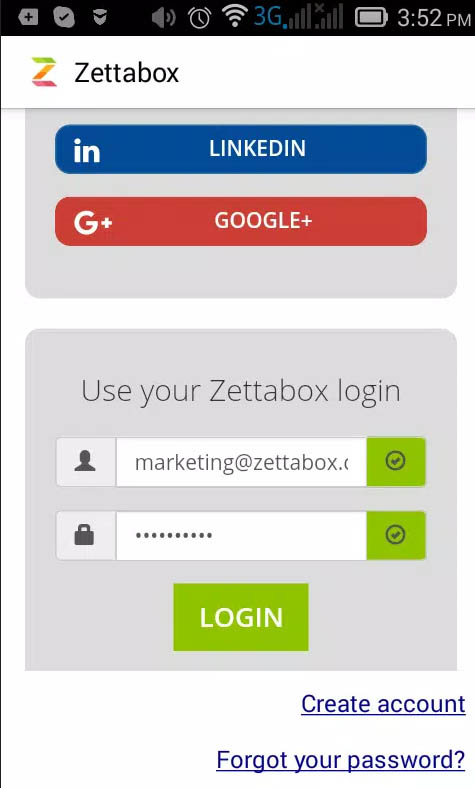 3G 3:52 PM
Zettabox
in LINKEDIN
G+ GOOGLE+
Use your Zettabox login
marketing@zettabox.c
LOGIN
Create account
Forgot your password?